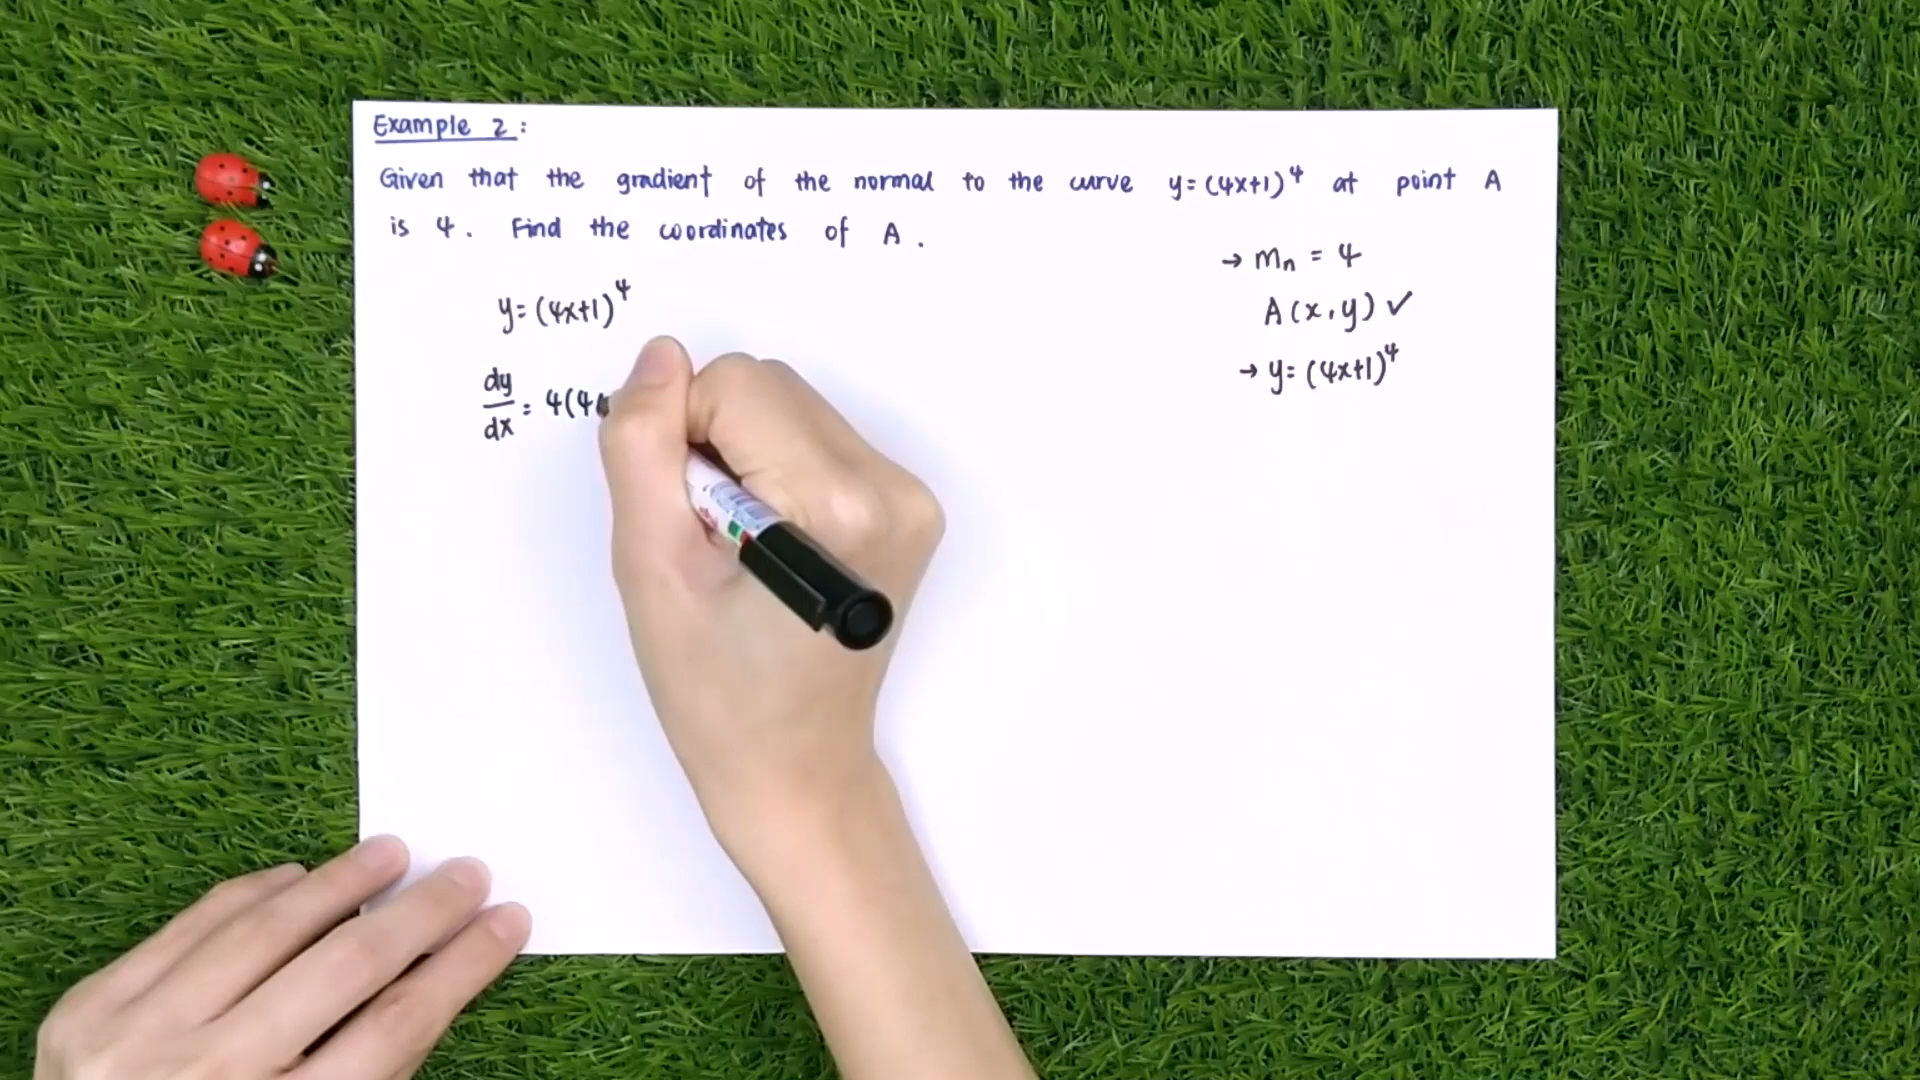 Example 2 :
Given that the gradient of the normal to the curve y = (4x+1)⁴ at point A
is 4 . Find the coordinates of A .
→ mₙ = 4
A (x , y) ✓
→ y = (4x+1)⁴
y = (4x+1)⁴
dy
dx
= 4(4